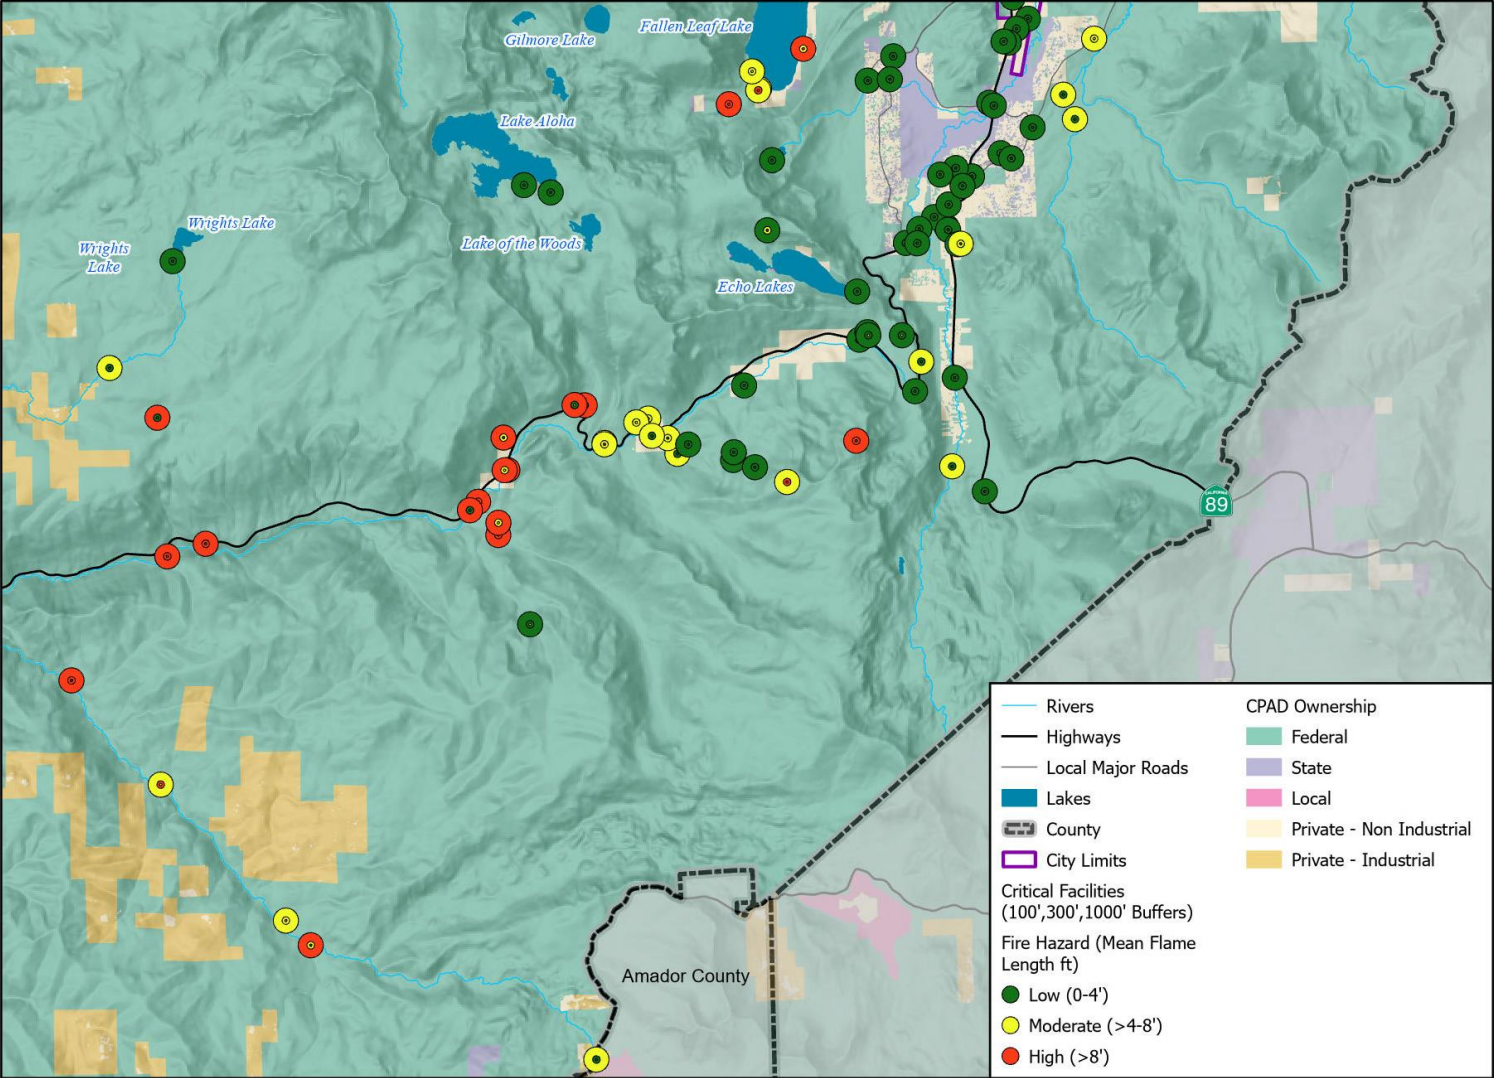 Gilmore Lake
Fallen Leaf Lake
Lake Aloha
Wrights Lake
Wrights
Lake
Lake of the Woods
Echo Lakes
CALIFORNIA
89
Amador County
Rivers
Highways
Local Major Roads
Lakes
County
City Limits
Critical Facilities
(100',300',1000' Buffers)
Fire Hazard (Mean Flame
Length ft)
Low (0-4')
Moderate (>4-8')
High (>8')
CPAD Ownership
Federal
State
Local
Private - Non Industrial
Private - Industrial